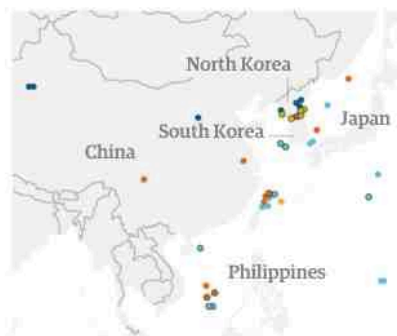 North Korea
South Korea
Japan
China
Philippines